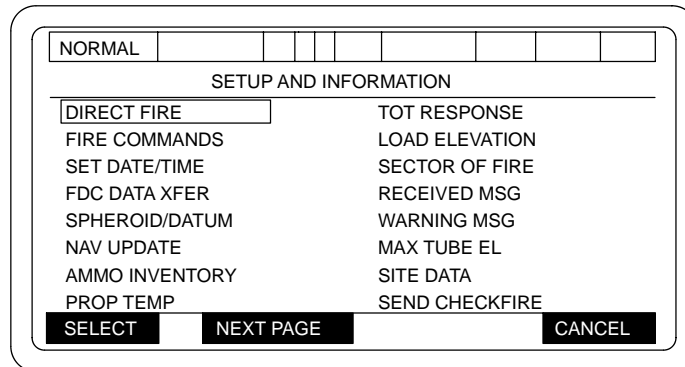 NORMAL
SETUP AND INFORMATION
DIRECT FIRE
FIRE COMMANDS
SET DATE/TIME
FDC DATA XFER
SPHEROID/DATUM
NAV UPDATE
AMMO INVENTORY
PROP TEMP
TOT RESPONSE
LOAD ELEVATION
SECTOR OF FIRE
RECEIVED MSG
WARNING MSG
MAX TUBE EL
SITE DATA
SEND CHECKFIRE
SELECT NEXT PAGE CANCEL